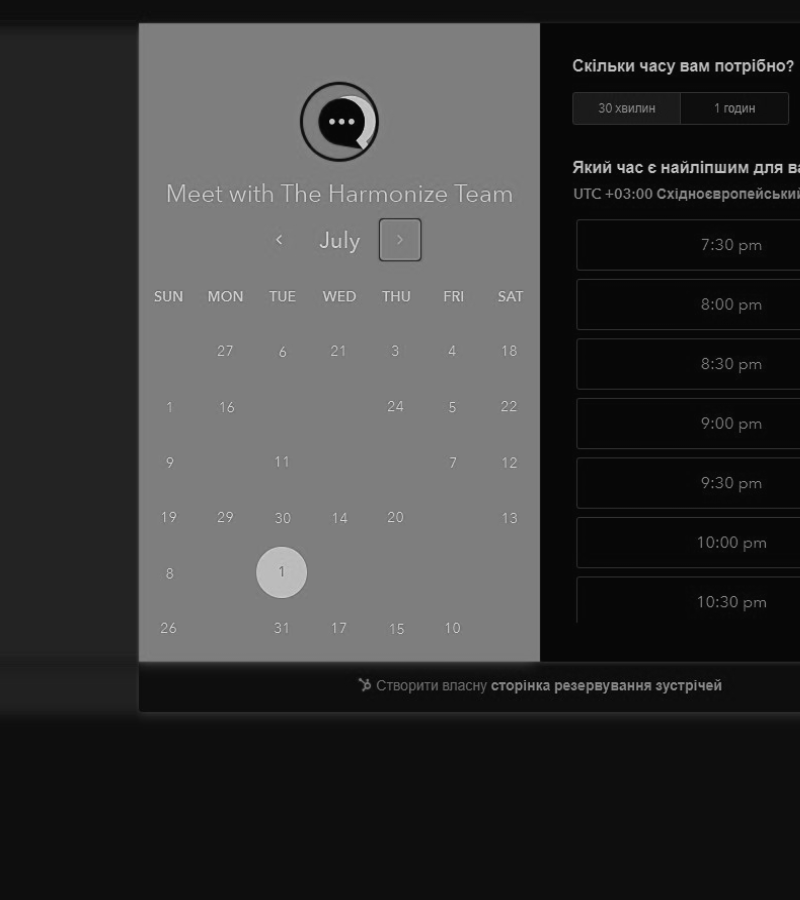 Meet with The Harmonize Team
July
SUN MON TUE WED THU FRI SAT
27 6 21 3 4 18
1 16 24 5 22
9 11 7 12
19 29 30 14 20 13
8 1
26 31 17 15 10
Скільки часу вам потрібно?
30 хвилин 1 годин
Який час є найліпшим для
UTC +03:00 Східноєвропейський
7:30 pm
8:00 pm
8:30 pm
9:00 pm
9:30 pm
10:00 pm
10:30 pm
Створити власну сторінка резервування зустрічей